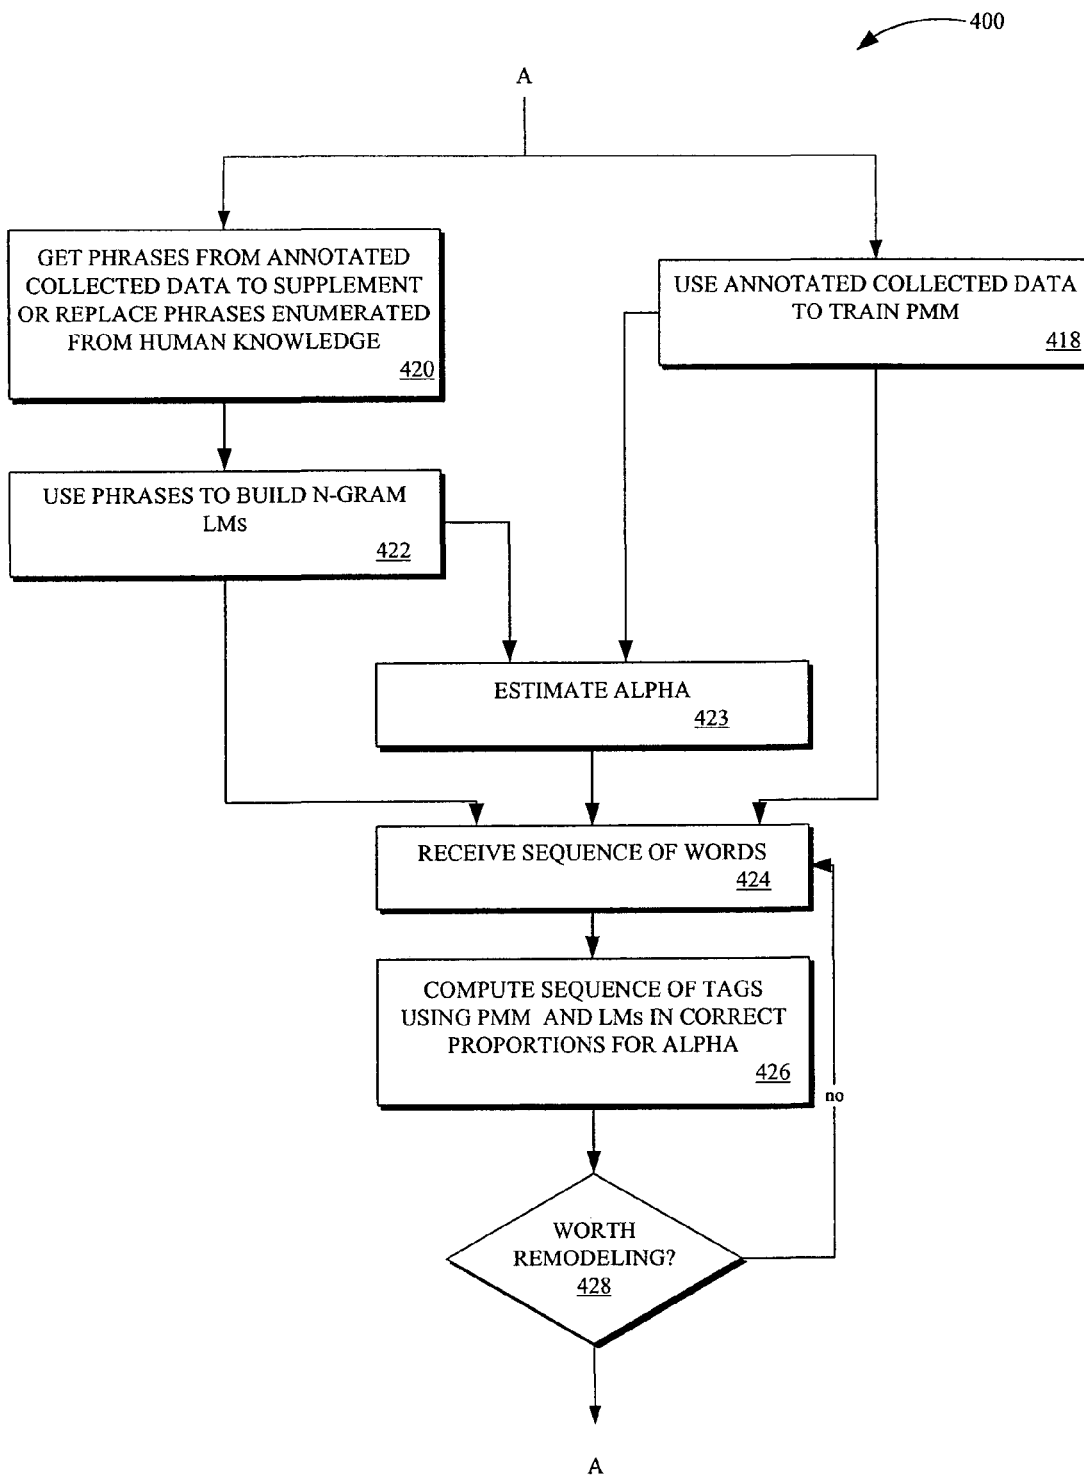 400
A
GET PHRASES FROM ANNOTATED
COLLECTED DATA TO SUPPLEMENT
OR REPLACE PHRASES ENUMERATED
FROM HUMAN KNOWLEDGE
420
USE ANNOTATED COLLECTED DATA
TO TRAIN PMM
418
USE PHRASES TO BUILD N-GRAM
LMs
422
ESTIMATE ALPHA
423
RECEIVE SEQUENCE OF WORDS
424
COMPUTE SEQUENCE OF TAGS
USING PMM AND LMs IN CORRECT
PROPORTIONS FOR ALPHA
426
no
WORTH
REMODELING?
428
A